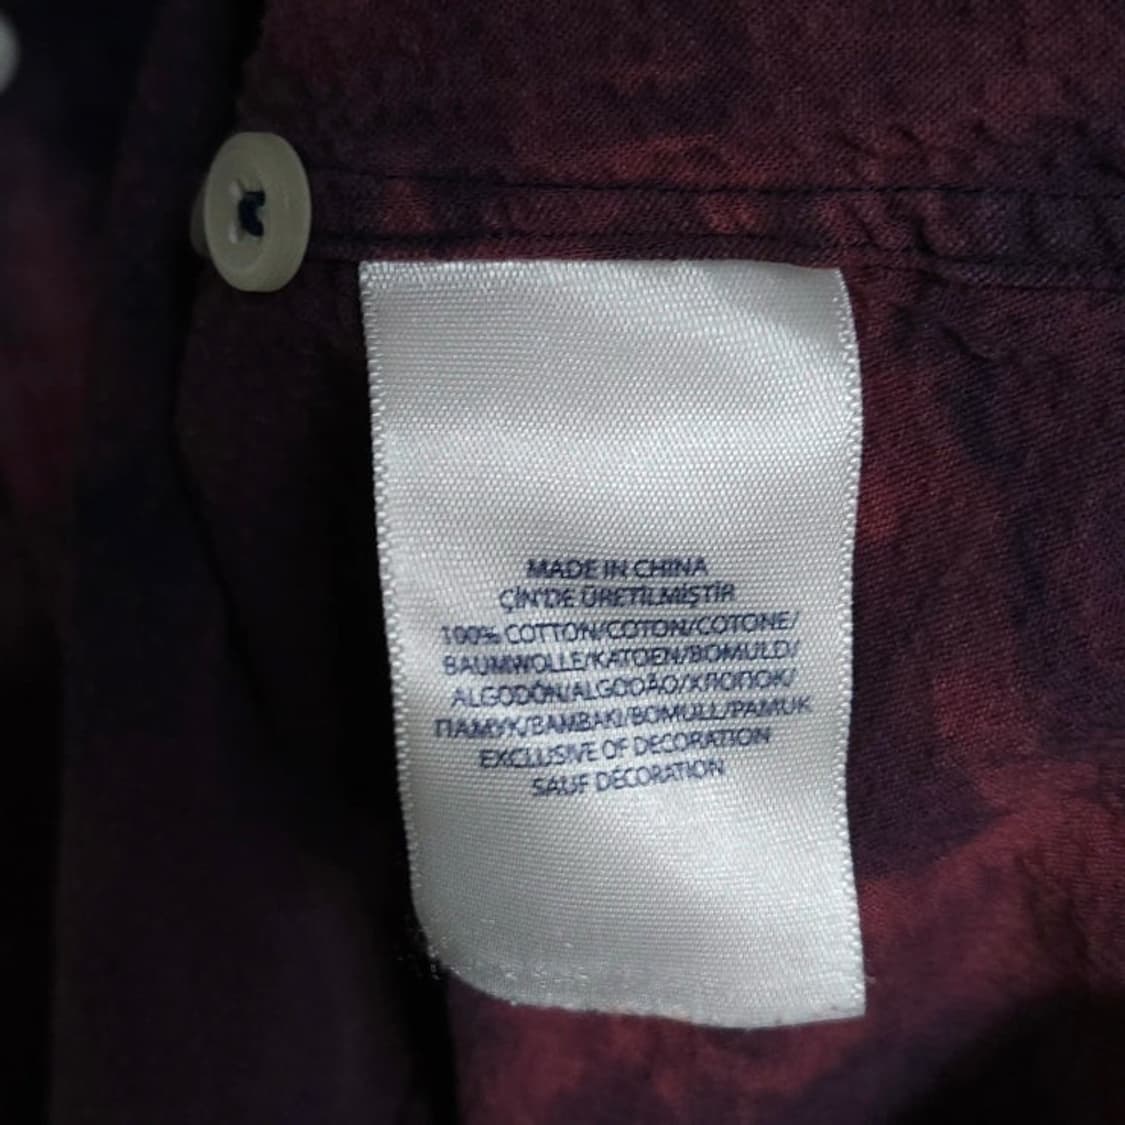 MADE IN CHINA
ÇİN'DE ÜRETİLMİŞTİR
100% COTTON/COTON/COTONE/
BAUMWOLLE/KATOEN/BOMULD/
ALGODÓN/ALGODÃO/ХЛОПОК/
ПАМУК/BAMBAKI/BOMULL/PAMUK
EXCLUSIVE OF DECORATION
SAUF DÉCORATION